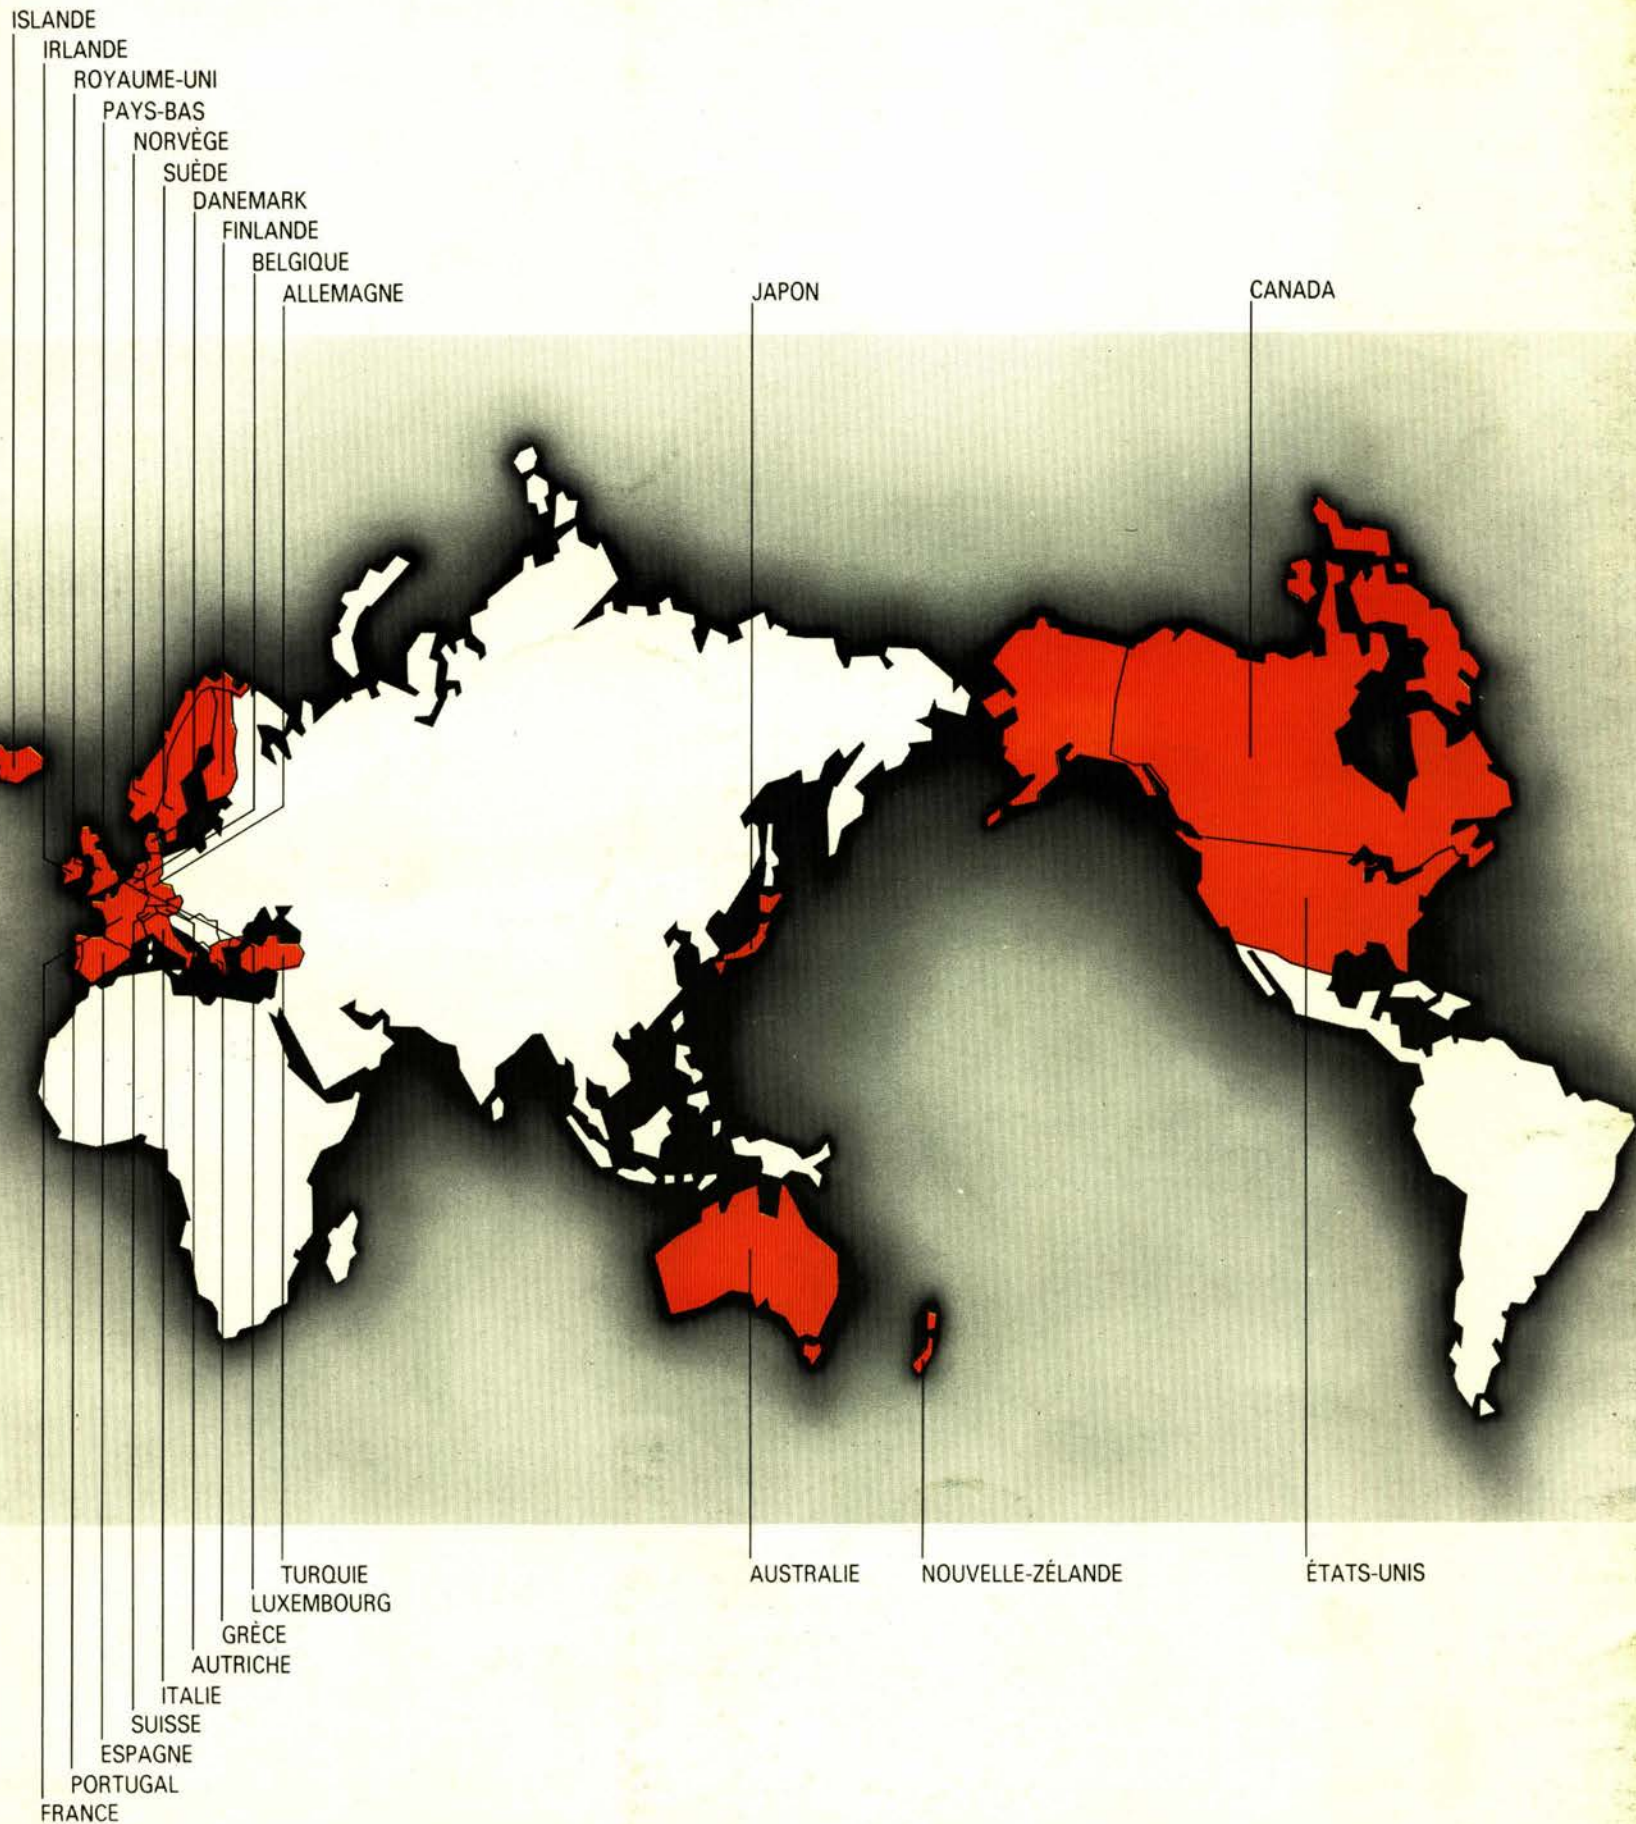 ISLANDE
IRLANDE
ROYAUME-UNI
PAYS-BAS
NORVÈGE
SUÈDE
DANEMARK
FINLANDE
BELGIQUE
ALLEMAGNE
JAPON
CANADA
TURQUIE
AUSTRALIE
NOUVELLE-ZÉLANDE
ÉTATS-UNIS
LUXEMBOURG
GRÈCE
AUTRICHE
ITALIE
SUISSE
ESPAGNE
PORTUGAL
FRANCE